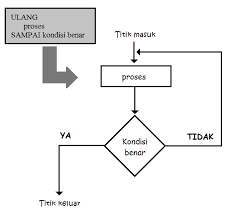 ULANG
proses
SAMPAI kondisi benar
Titik masuk
proses
Kondisi
benar
YA
TIDAK
Titik keluar